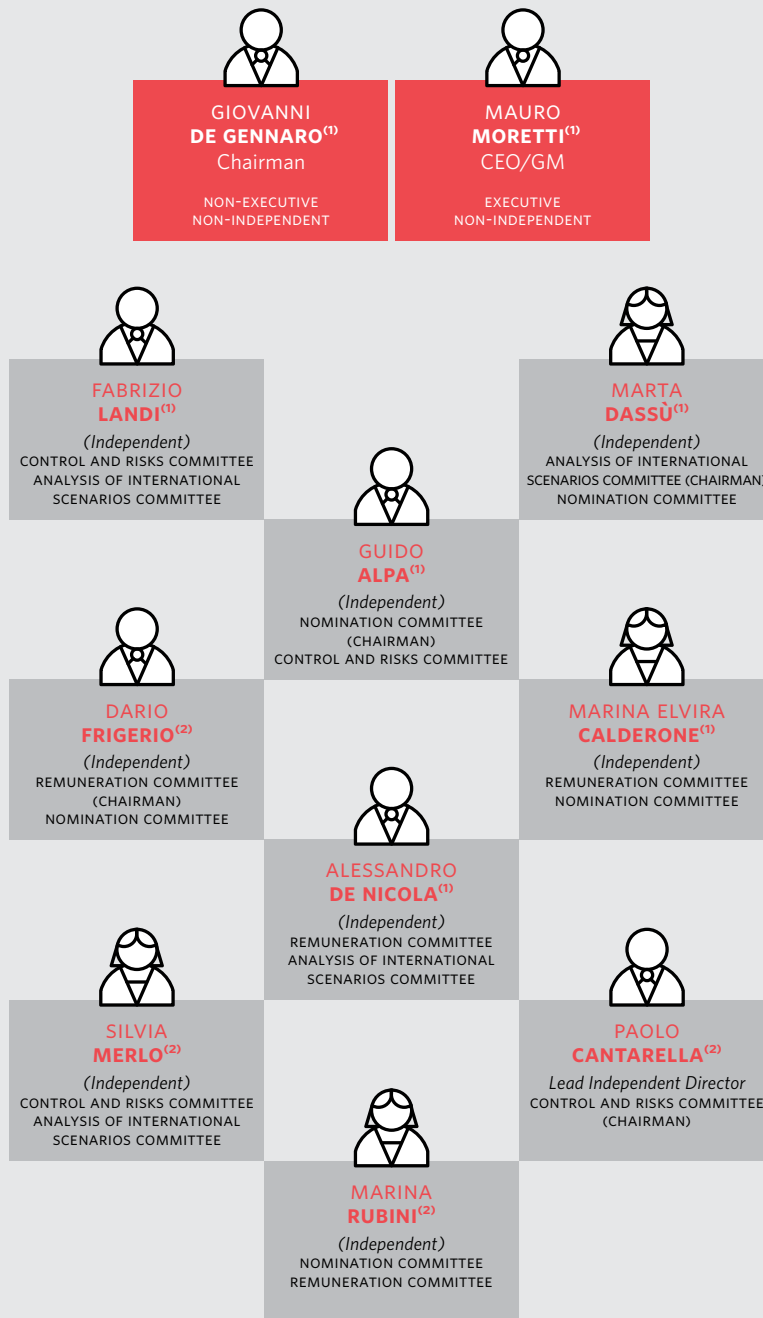 GIOVANNI
DE GENNARO(1)
Chairman
NON-EXECUTIVE
NON-INDEPENDENT
MAURO
MORETTI(1)
CEO/GM
EXECUTIVE
NON-INDEPENDENT
FABRIZIO
LANDI(1)
(Independent)
CONTROL AND RISKS COMMITTEE
ANALYSIS OF INTERNATIONAL
SCENARIOS COMMITTEE
MARTA
DASSÙ(1)
(Independent)
ANALYSIS OF INTERNATIONAL
SCENARIOS COMMITTEE (CHAIRMAN)
NOMINATION COMMITTEE
GUIDO
ALPA(1)
(Independent)
NOMINATION COMMITTEE
(CHAIRMAN)
CONTROL AND RISKS COMMITTEE
DARIO
FRIGERIO(2)
(Independent)
REMUNERATION COMMITTEE
(CHAIRMAN)
NOMINATION COMMITTEE
MARINA ELVIRA
CALDERONE(1)
(Independent)
REMUNERATION COMMITTEE
NOMINATION COMMITTEE
ALESSANDRO
DE NICOLA(1)
(Independent)
REMUNERATION COMMITTEE
ANALYSIS OF INTERNATIONAL
SCENARIOS COMMITTEE
SILVIA
MERLO(2)
(Independent)
CONTROL AND RISKS COMMITTEE
ANALYSIS OF INTERNATIONAL
SCENARIOS COMMITTEE
PAOLO
CANTARELLA(2)
Lead Independent Director
CONTROL AND RISKS COMMITTEE
(CHAIRMAN)
MARINA
RUBINI(2)
(Independent)
NOMINATION COMMITTEE
REMUNERATION COMMITTEE